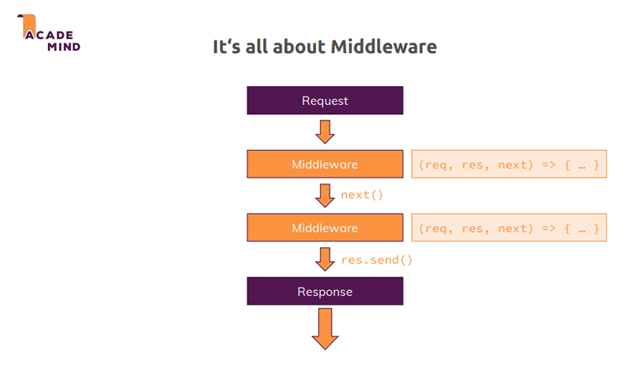 ACADE
MIND
It‘s all about Middleware
Request
Middleware
(req, res, next) => { … }
next()
Middleware
(req, res, next) => { … }
res.send()
Response